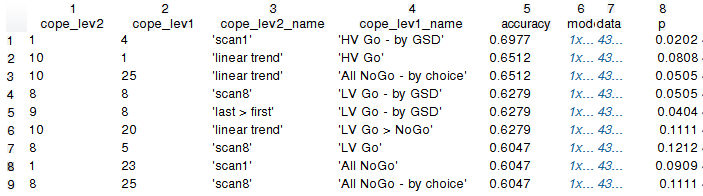 1 2 3 4 5 6 7 8
cope_lev2 cope_lev1 cope_lev2_name cope_lev1_name accuracy mod data p
1 1 4 'scan1' 'HV Go - by GSD' 0.6977 1x... 43... 0.0202
2 10 1 'linear trend' 'HV Go' 0.6512 1x... 43... 0.0808
3 10 25 'linear trend' 'All NoGo - by choice' 0.6512 1x... 43... 0.0505
4 8 8 'scan8' 'LV Go - by GSD' 0.6279 1x... 43... 0.0505
5 9 8 'last > first' 'LV Go - by GSD' 0.6279 1x... 43... 0.0404
6 10 20 'linear trend' 'LV Go > NoGo' 0.6279 1x... 43... 0.1111
7 8 5 'scan8' 'LV Go' 0.6047 1x... 43... 0.1212
8 1 23 'scan1' 'All NoGo' 0.6047 1x... 43... 0.0909
9 8 25 'scan8' 'All NoGo - by choice' 0.6047 1x... 43... 0.1111